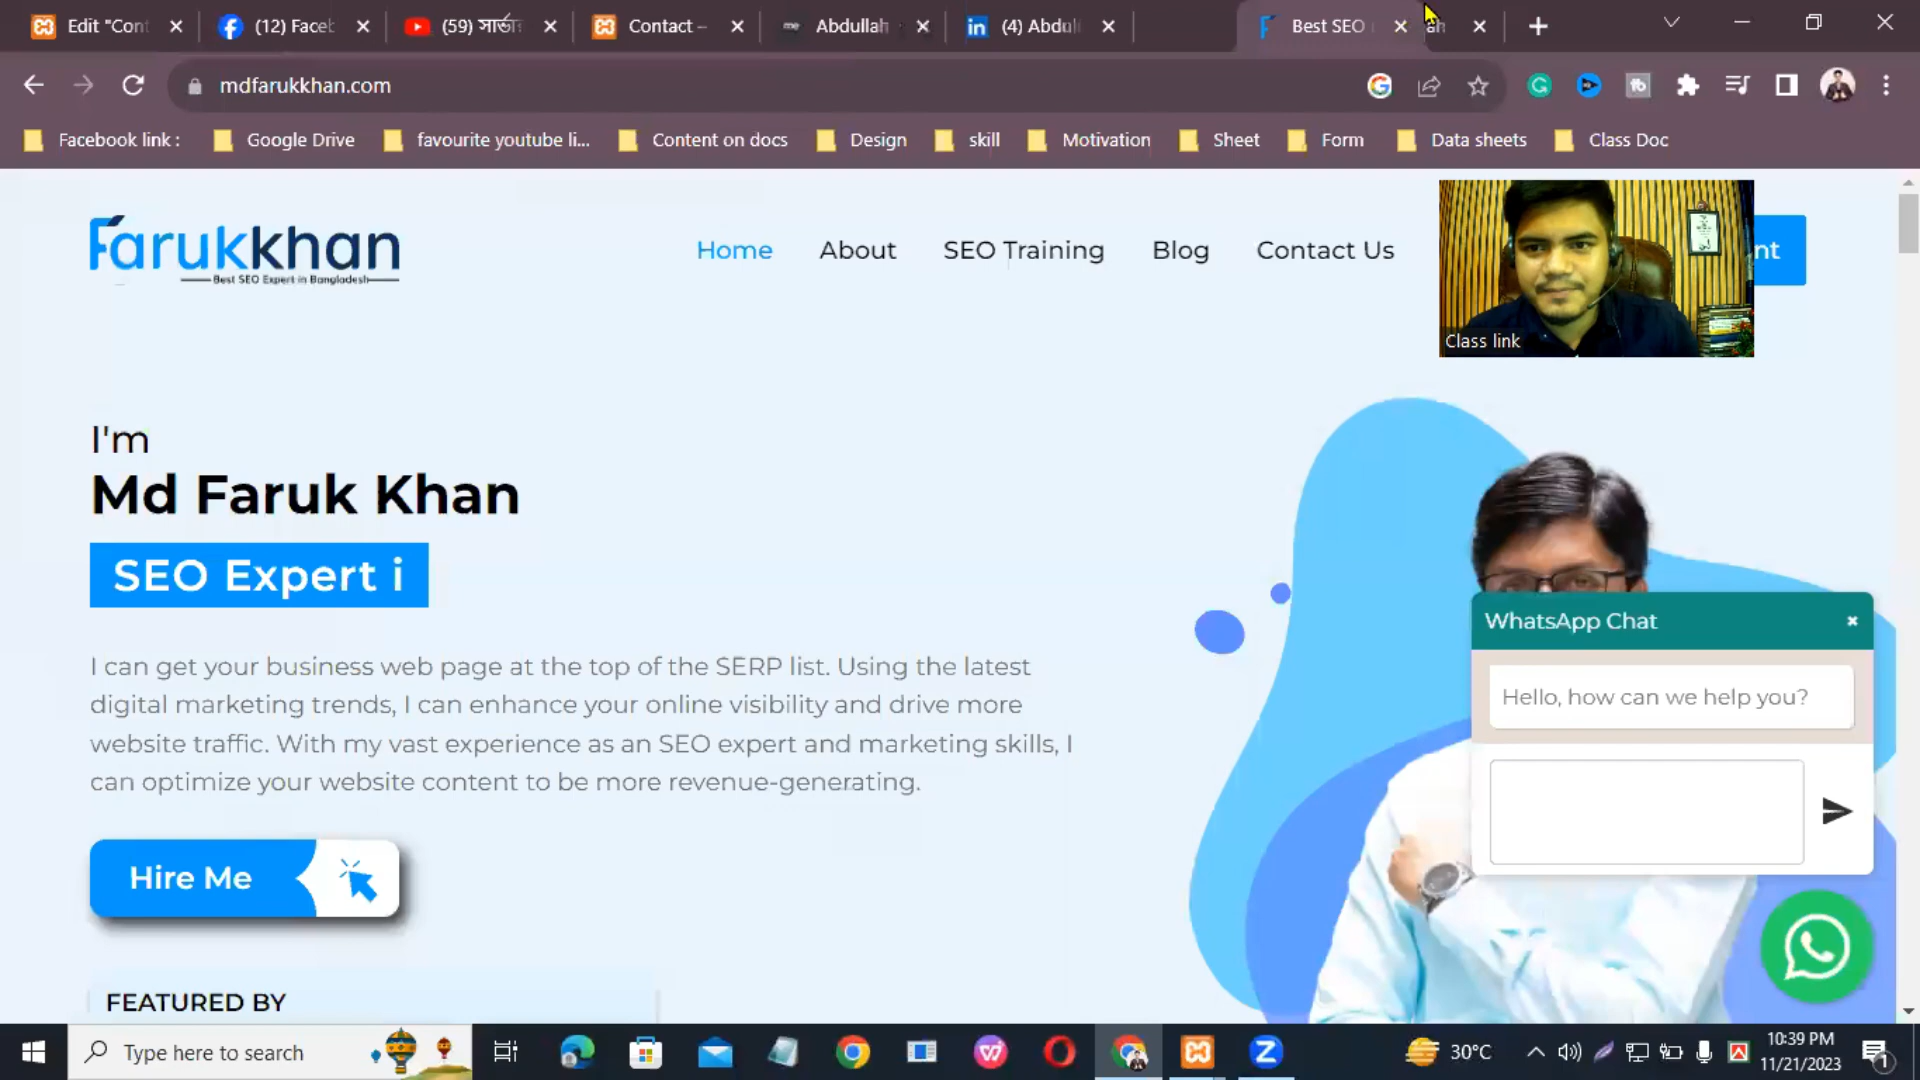 Edit "Cont
(12) Faceb
(59) সার্ভা
Contact –
Abdullah
(4) Abdul
Best SEO
ah
mdfarukkhan.com
Facebook link :
Google Drive
favourite youtube li...
Content on docs
Design
skill
Motivation
Sheet
Form
Data sheets
Class Doc
Farukkhan
Best SEO Expert in Bangladesh
Home
About
SEO Training
Blog
Contact Us
nt
Class link
I'm
Md Faruk Khan
SEO Expert i
I can get your business web page at the top of the SERP list. Using the latest
digital marketing trends, I can enhance your online visibility and drive more
website traffic. With my vast experience as an SEO expert and marketing skills, I
can optimize your website content to be more revenue-generating.
Hire Me
FEATURED BY
WhatsApp Chat
Hello, how can we help you?
Type here to search
30°C
10:39 PM
11/21/2023
1